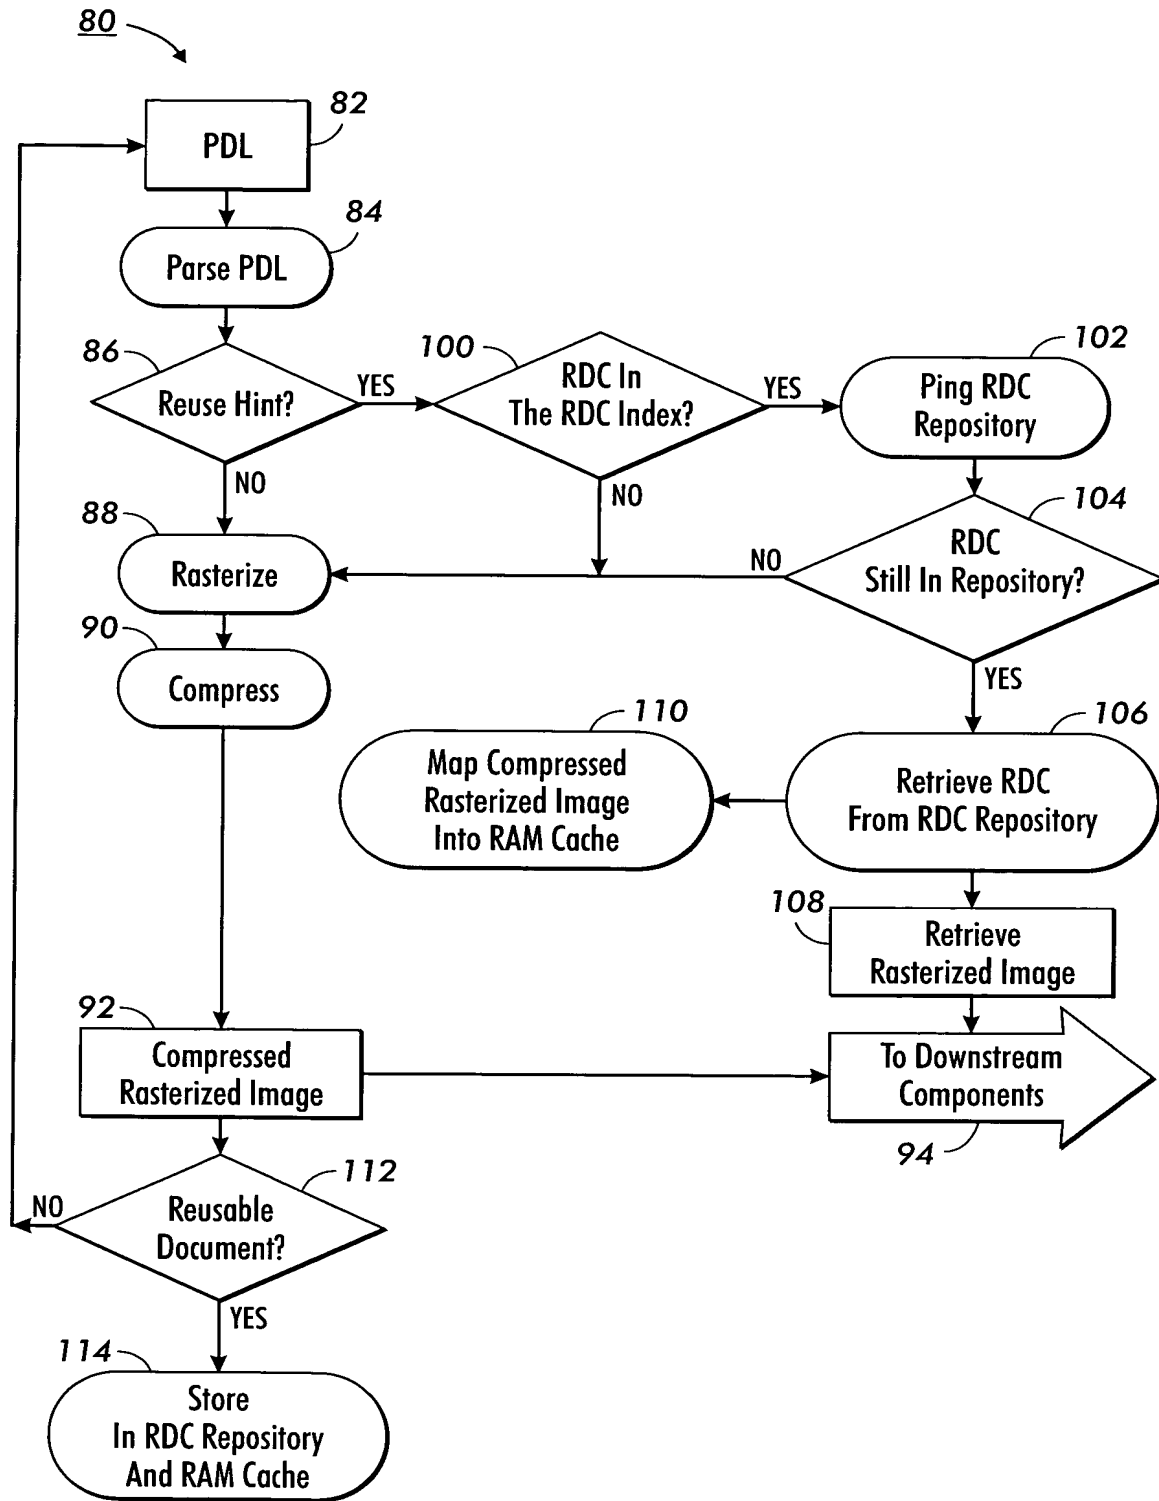 80
82
PDL
84
Parse PDL
86
Reuse Hint?
YES
NO
100
RDC In
The RDC Index?
YES
NO
102
Ping RDC
Repository
104
RDC
Still In Repository?
NO
YES
88
Rasterize
90
Compress
110
Map Compressed
Rasterized Image
Into RAM Cache
106
Retrieve RDC
From RDC Repository
108
Retrieve
Rasterized Image
92
Compressed
Rasterized Image
To Downstream
Components
94
112
Reusable
Document?
NO
YES
114
Store
In RDC Repository
And RAM Cache